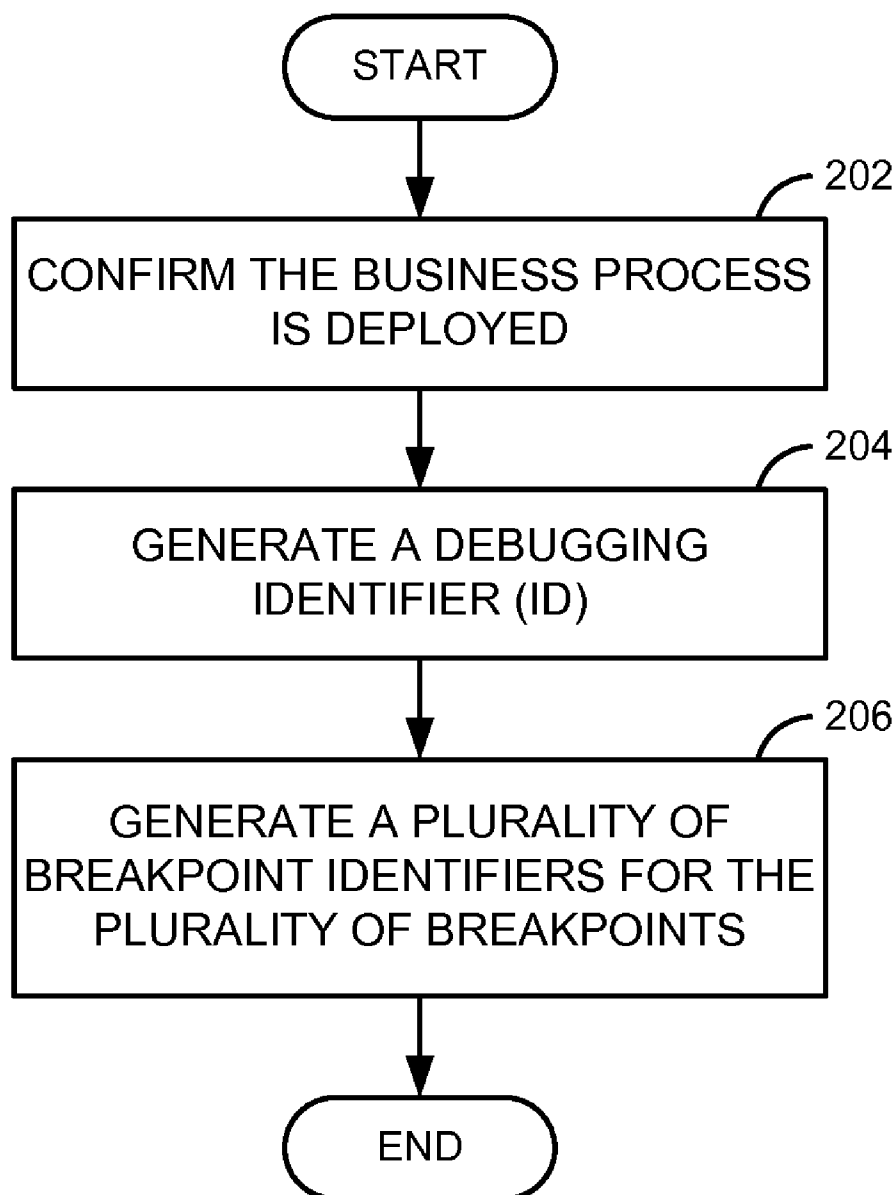 START
202
CONFIRM THE BUSINESS PROCESS
IS DEPLOYED
204
GENERATE A DEBUGGING
IDENTIFIER (ID)
206
GENERATE A PLURALITY OF
BREAKPOINT IDENTIFIERS FOR THE
PLURALITY OF BREAKPOINTS
END